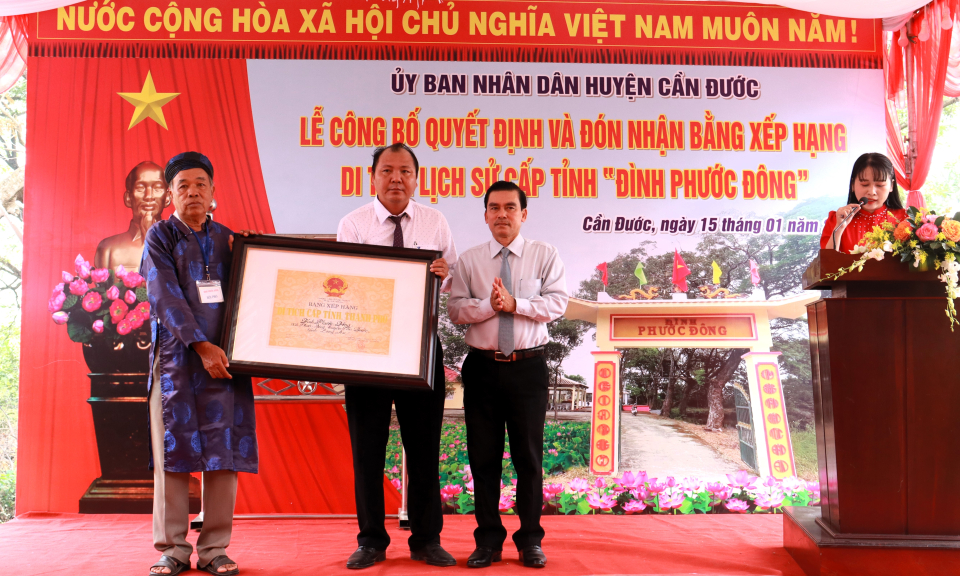 NƯỚC CỘNG HÒA XÃ HỘI CHỦ NGHĨA VIỆT NAM MUÔN NĂM!
ỦY BAN NHÂN DÂN HUYỆN CẦN ĐƯỚC
LỄ CÔNG BỐ QUYẾT ĐỊNH VÀ ĐÓN NHẬN BẰNG XẾP HẠNG
DI LỊCH SỬ CẤP TỈNH “ĐÌNH PHƯỚC ĐÔNG”
Cần Đước, ngày 15 tháng 01 năm
BẰNG XẾP HẠNG
ĐÌNH
PHƯỚC ĐÔNG